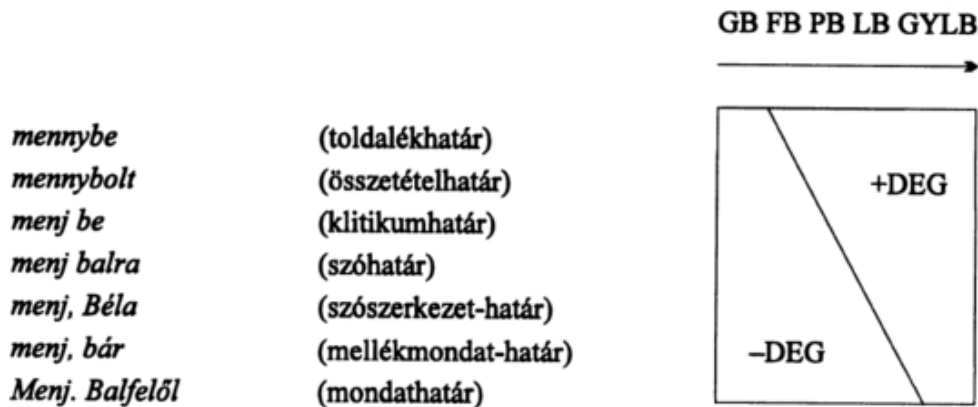 GB FB PB LB GYLB
mennybe (toldalékhatár)
mennybolt (összetételhatár)
menj be (klitikumhatár)
menj balra (szóhatár)
menj, Béla (szószerkezet-határ)
menj, bár (mellékmondat-határ)
Menj. Balfelől (mondathatár)
+DEG
–DEG